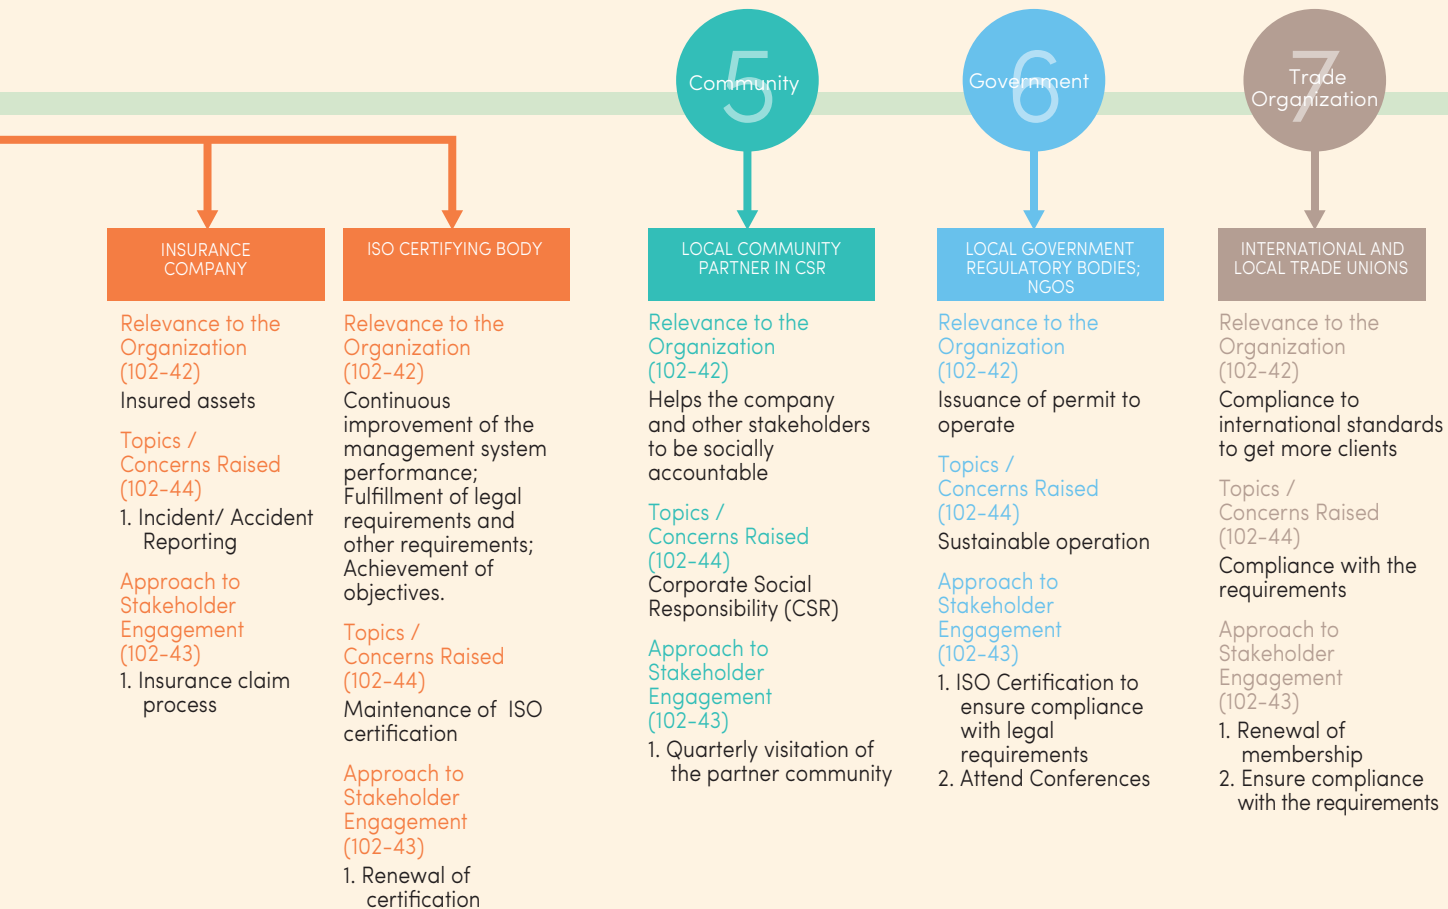 5
Community
6
Government
7
Trade
Organization
INSURANCE
COMPANY
Relevance to the
Organization
(102-42)
Insured assets
Topics /
Concerns Raised
(102-44)
1. Incident/ Accident
Reporting
Approach to
Stakeholder
Engagement
(102-43)
1. Insurance claim
process
ISO CERTIFYING BODY
Relevance to the
Organization
(102-42)
Continuous
improvement of the
management system
performance;
Fulfillment of legal
requirements and
other requirements;
Achievement of
objectives.
Topics /
Concerns Raised
(102-44)
Maintenance of ISO
certification
Approach to
Stakeholder
Engagement
(102-43)
1. Renewal of
certification
LOCAL COMMUNITY
PARTNER IN CSR
Relevance to the
Organization
(102-42)
Helps the company
and other stakeholders
to be socially
accountable
Topics /
Concerns Raised
(102-44)
Corporate Social
Responsibility (CSR)
Approach to
Stakeholder
Engagement
(102-43)
1. Quarterly visitation of
the partner community
LOCAL GOVERNMENT
REGULATORY BODIES;
NGOS
Relevance to the
Organization
(102-42)
Issuance of permit to
operate
Topics /
Concerns Raised
(102-44)
Sustainable operation
Approach to
Stakeholder
Engagement
(102-43)
1. ISO Certification to
ensure compliance
with legal
requirements
2. Attend Conferences
INTERNATIONAL AND
LOCAL TRADE UNIONS
Relevance to the
Organization
(102-42)
Compliance to
international standards
to get more clients
Topics /
Concerns Raised
(102-44)
Compliance with the
requirements
Approach to
Stakeholder
Engagement
(102-43)
1. Renewal of
membership
2. Ensure compliance
with the requirements